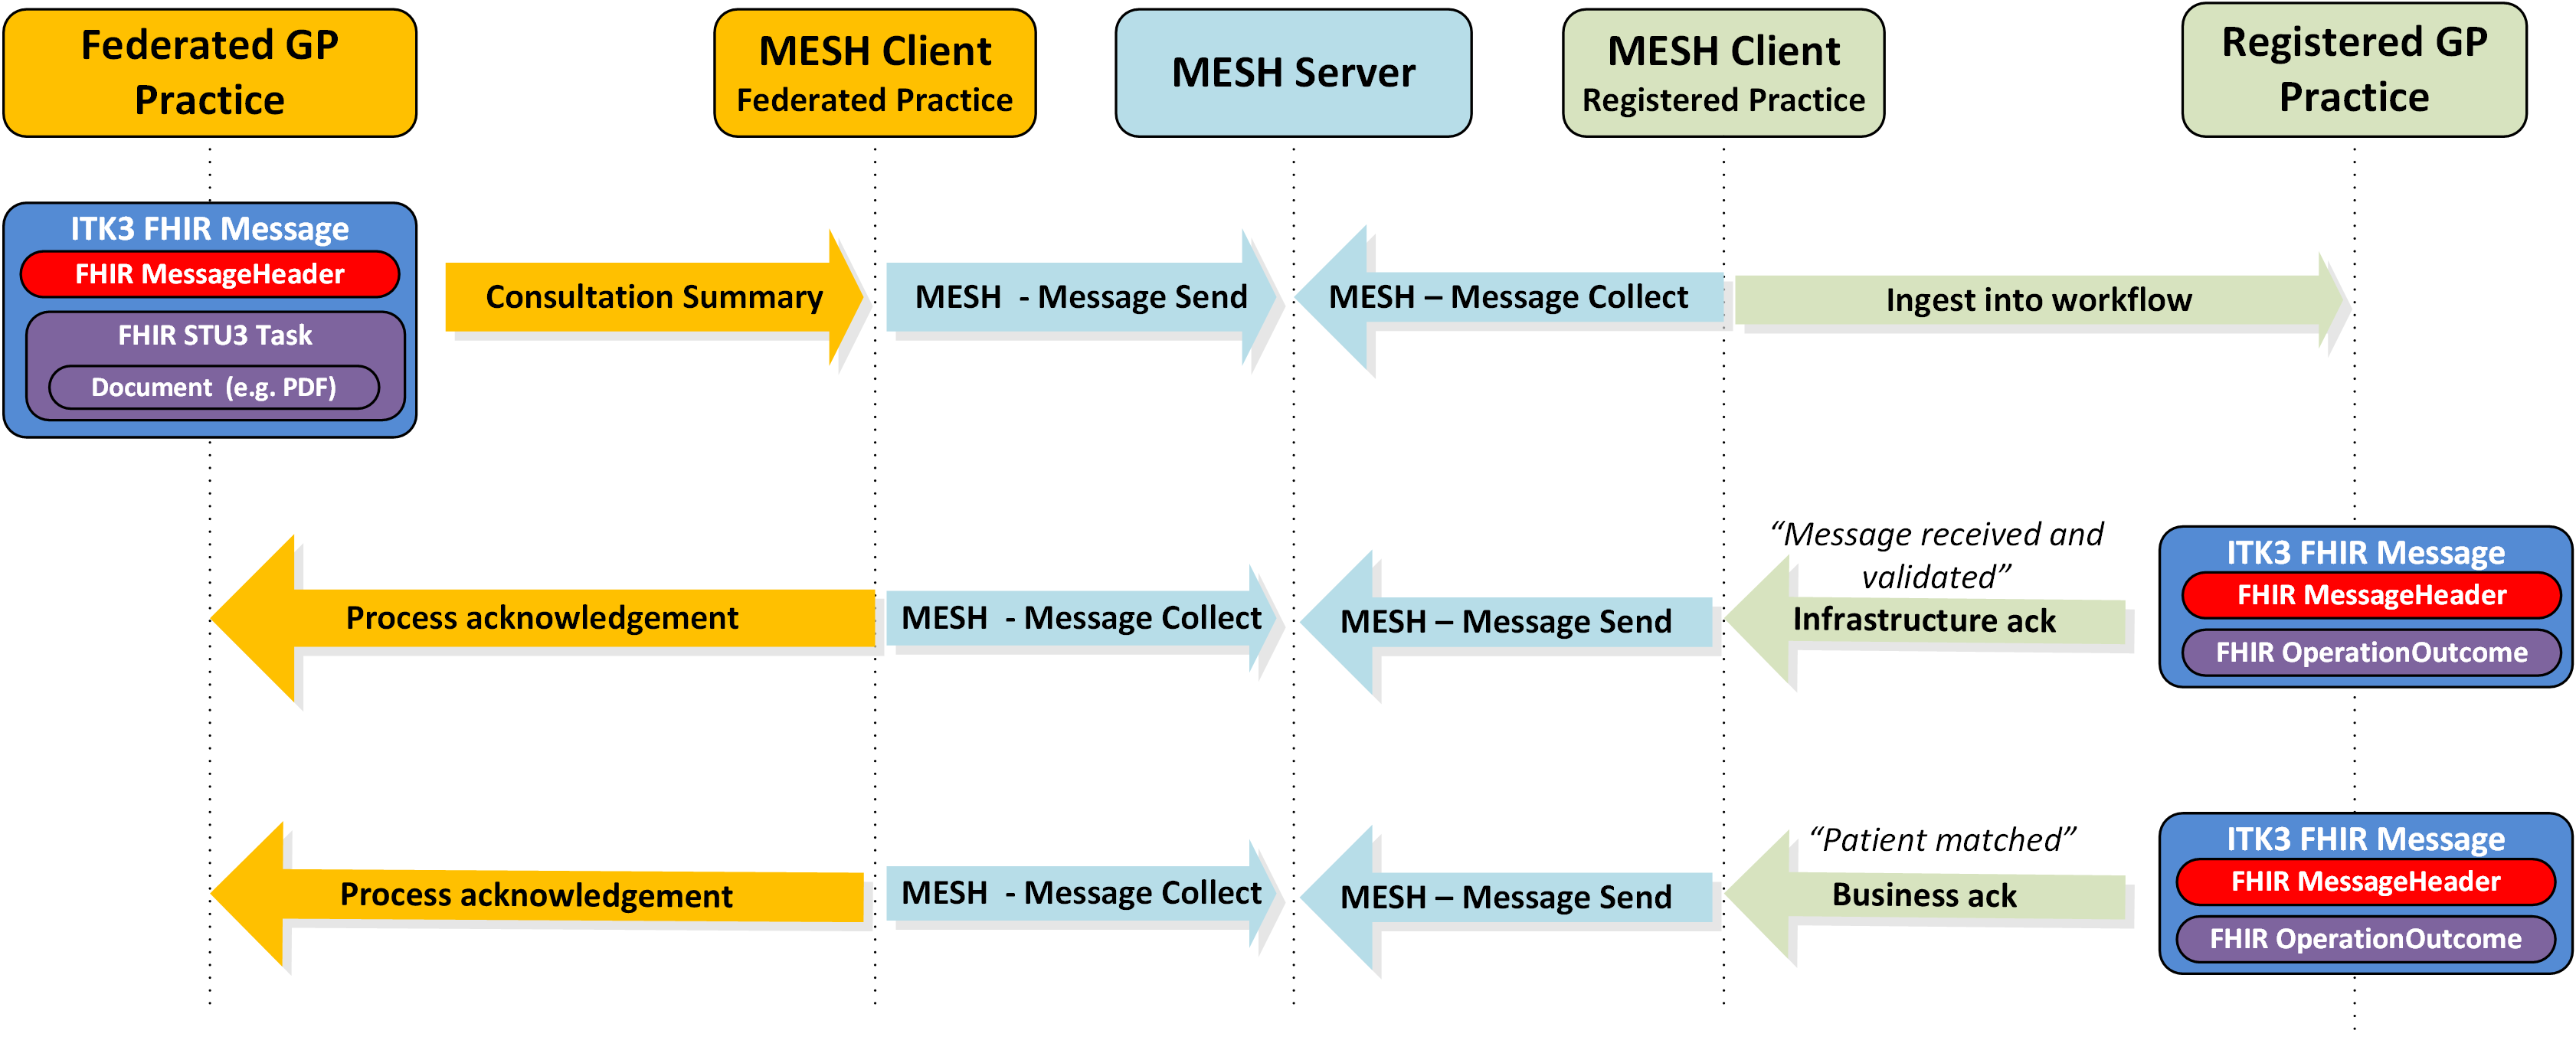 Federated GP
Practice
MESH Client
Federated Practice
MESH Server
MESH Client
Registered Practice
Registered GP
Practice
ITK3 FHIR Message
FHIR MessageHeader
FHIR STU3 Task
Document  (e.g. PDF)
Consultation Summary
MESH  - Message Send
MESH – Message Collect
Ingest into workflow
Process acknowledgement
MESH  - Message Collect
MESH – Message Send
“Message received and
validated”
Infrastructure ack
ITK3 FHIR Message
FHIR MessageHeader
FHIR OperationOutcome
Process acknowledgement
MESH  - Message Collect
MESH – Message Send
“Patient matched”
Business ack
ITK3 FHIR Message
FHIR MessageHeader
FHIR OperationOutcome